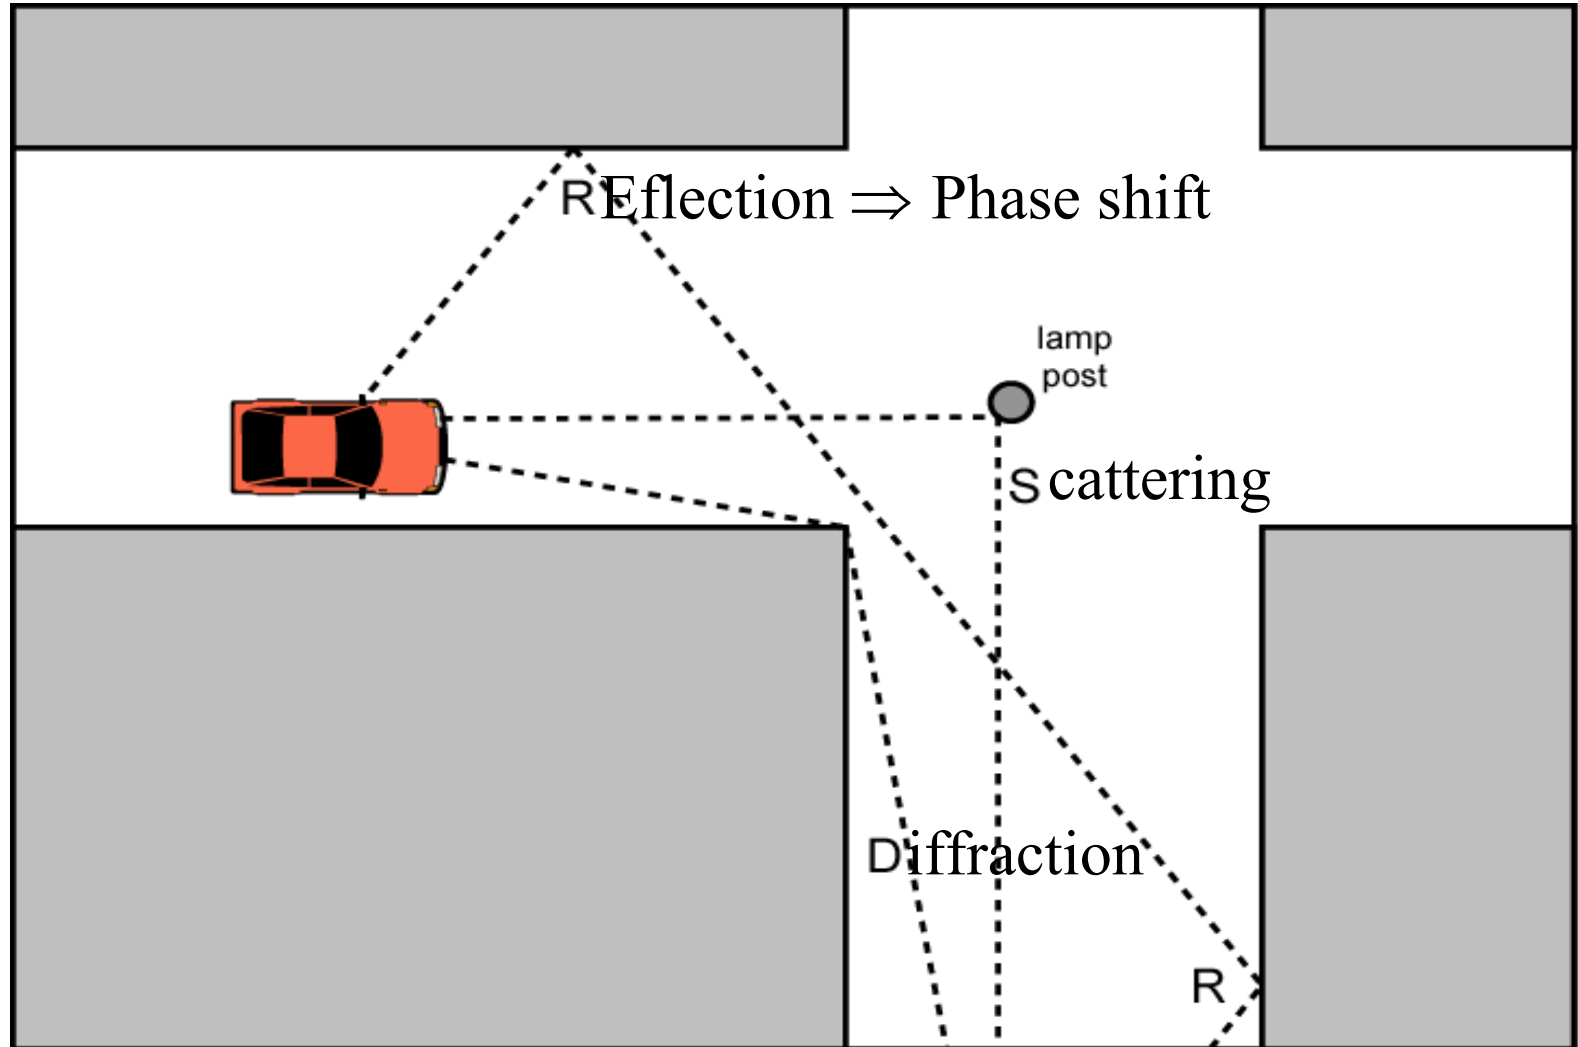 REflection ⇒ Phase shift
lamp
post
Scattering
Diffraction
R